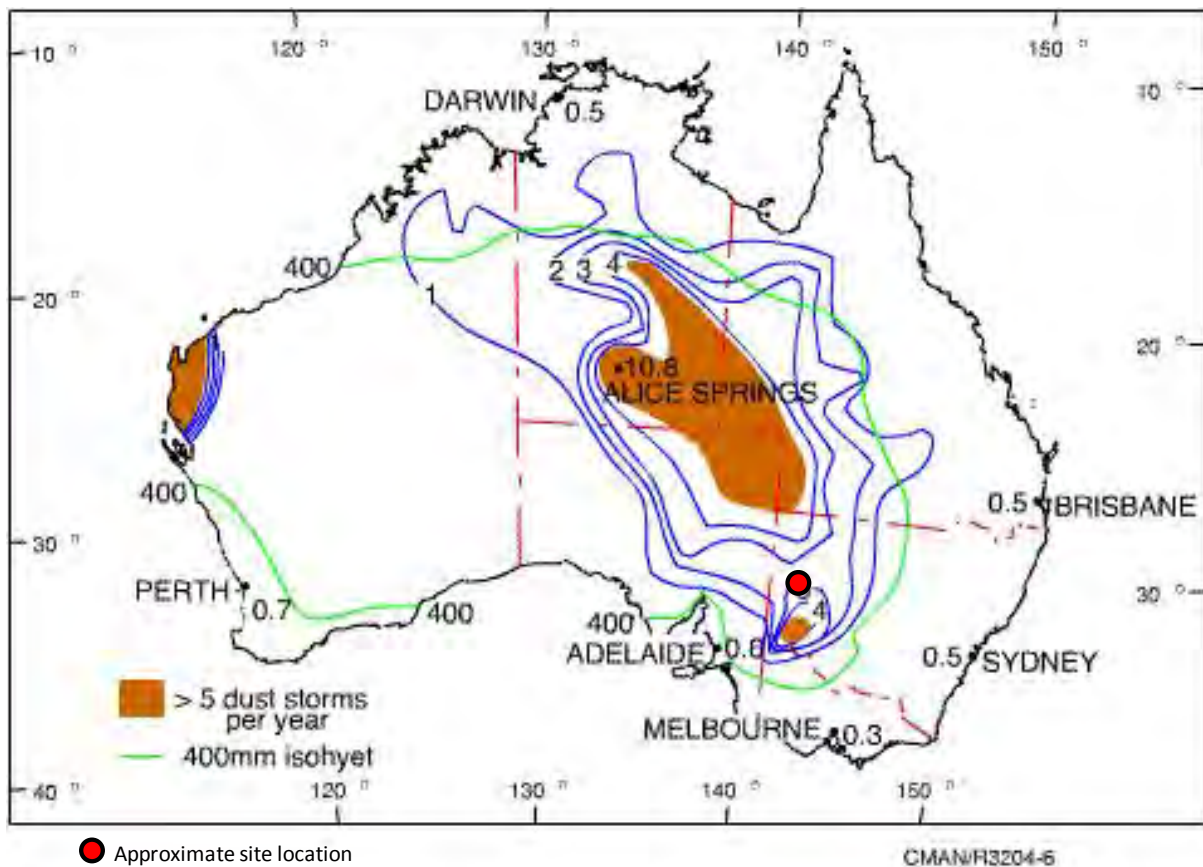 120 °
130 °
140 °
150 °
10 °
10 °
DARWIN
0.5
400
2 3 4
1
20 °
20 °
10.8
ALICE SPRINGS
400
0.5
BRISBANE
30 °
30 °
PERTH
0.7
400
400
4
ADELAIDE
0.5
SYDNEY
MELBOURNE
0.3
> 5 dust storms
per year
400mm isohyet
40 °
120 °
130 °
140 °
150 °
Approximate site location
CMAN/R3204-6